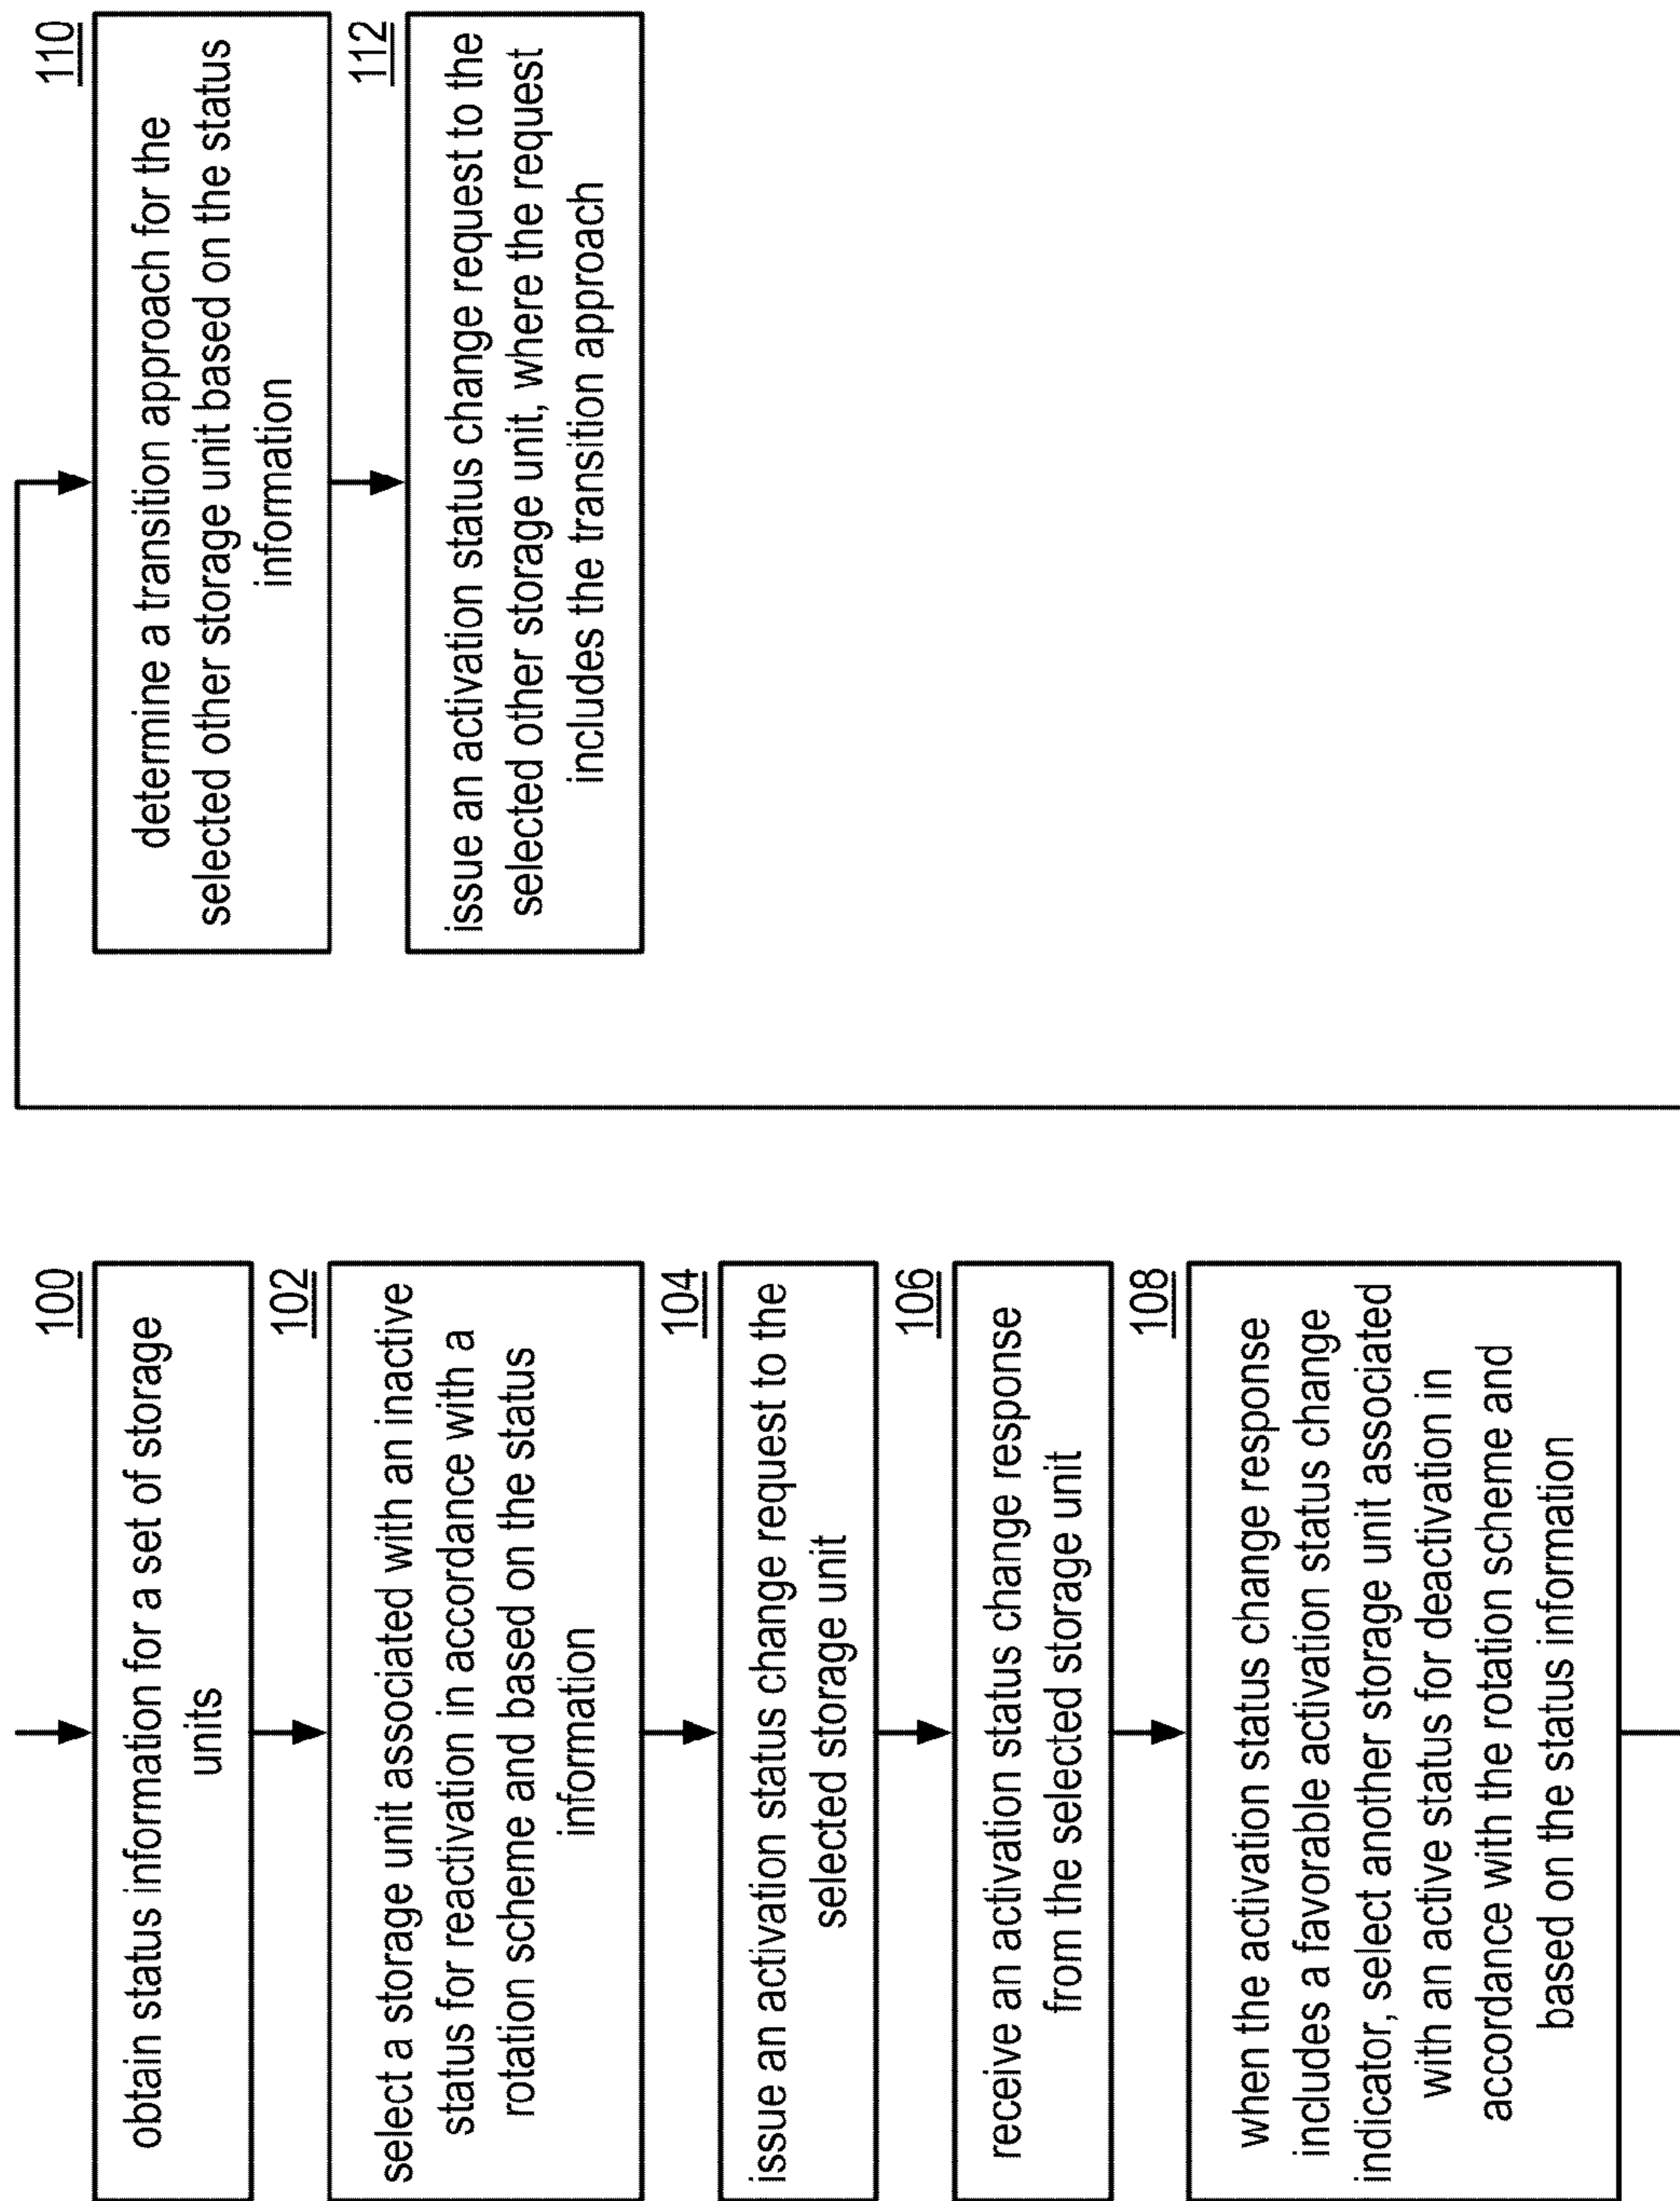 100
obtain status information for a set of storage
units
102
select a storage unit associated with an inactive
status for reactivation in accordance with a
rotation scheme and based on the status
information
104
issue an activation status change request to the
selected storage unit
106
receive an activation status change response
from the selected storage unit
108
when the activation status change response
includes a favorable activation status change
indicator, select another storage unit associated
with an active status for deactivation in
accordance with the rotation scheme and
based on the status information
110
determine a transition approach for the
selected other storage unit based on the status
information
112
issue an activation status change request to the
selected other storage unit, where the request
includes the transition approach